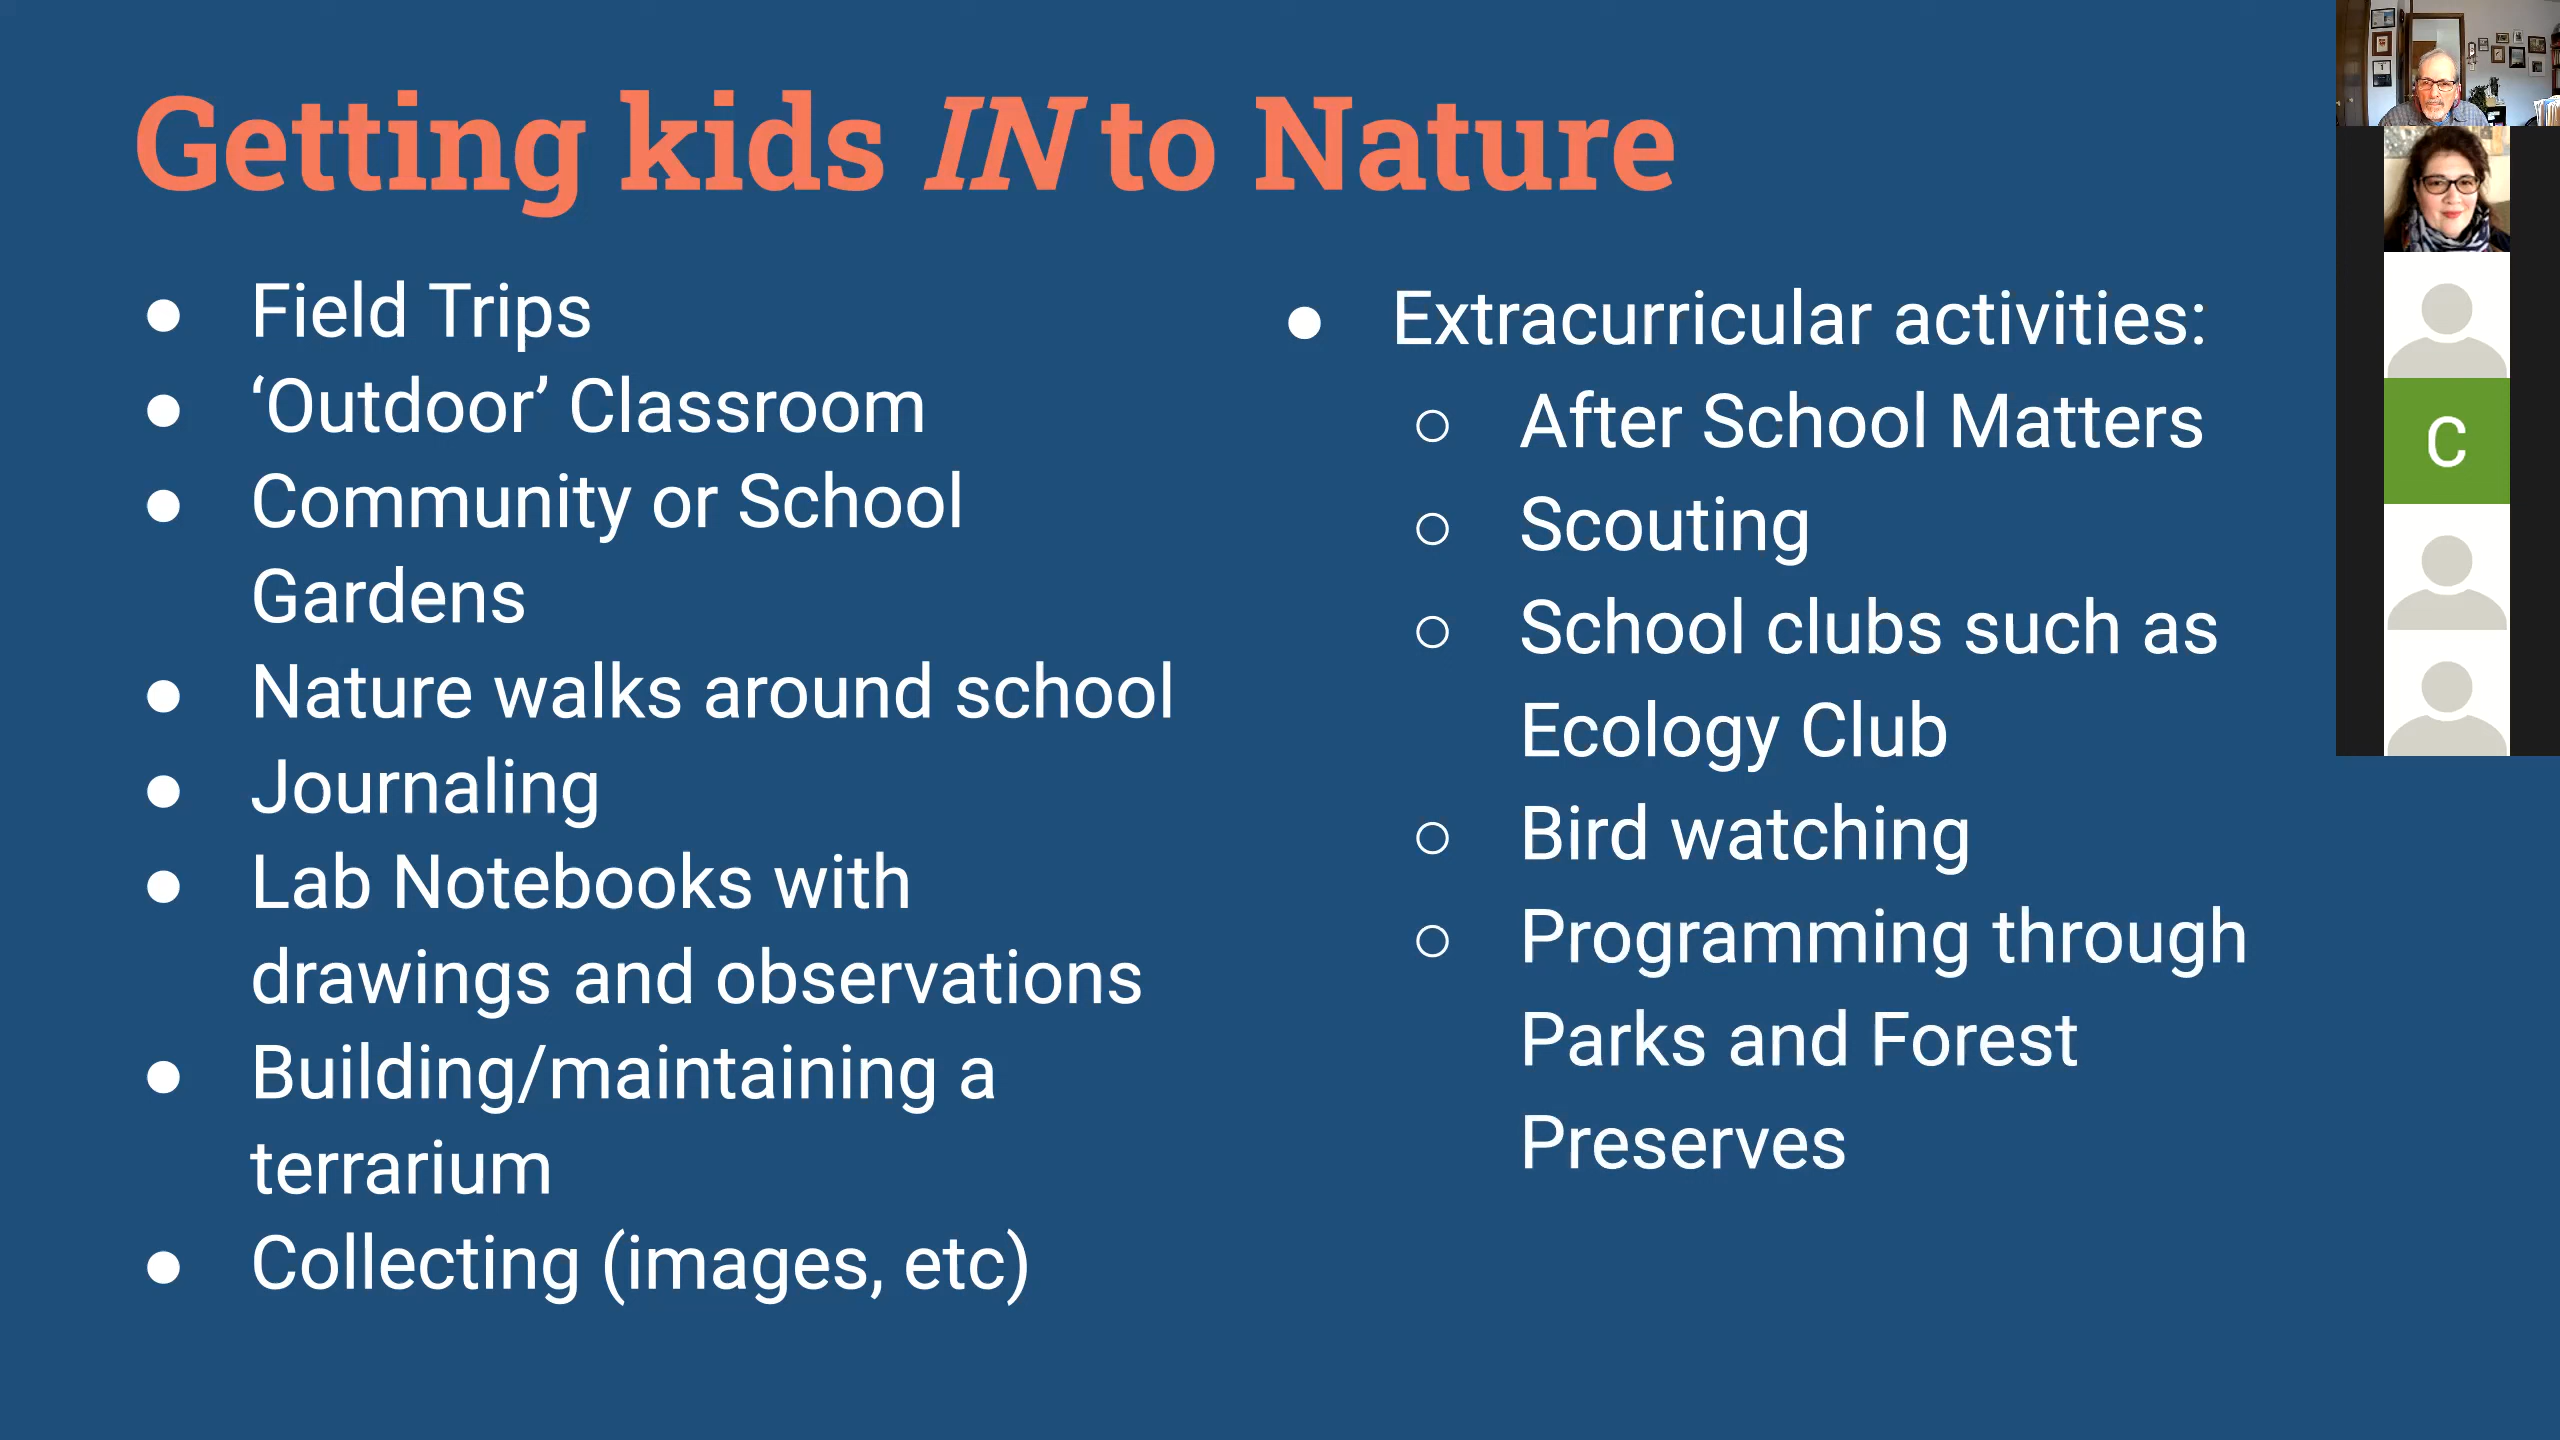 Getting kids IN to Nature
● Field Trips
● ‘Outdoor’ Classroom
● Community or School
Gardens
● Nature walks around school
● Journaling
● Lab Notebooks with
drawings and observations
● Building/maintaining a
terrarium
● Collecting (images, etc)
● Extracurricular activities:
○ After School Matters
○ Scouting
○ School clubs such as
Ecology Club
○ Bird watching
○ Programming through
Parks and Forest
Preserves
C